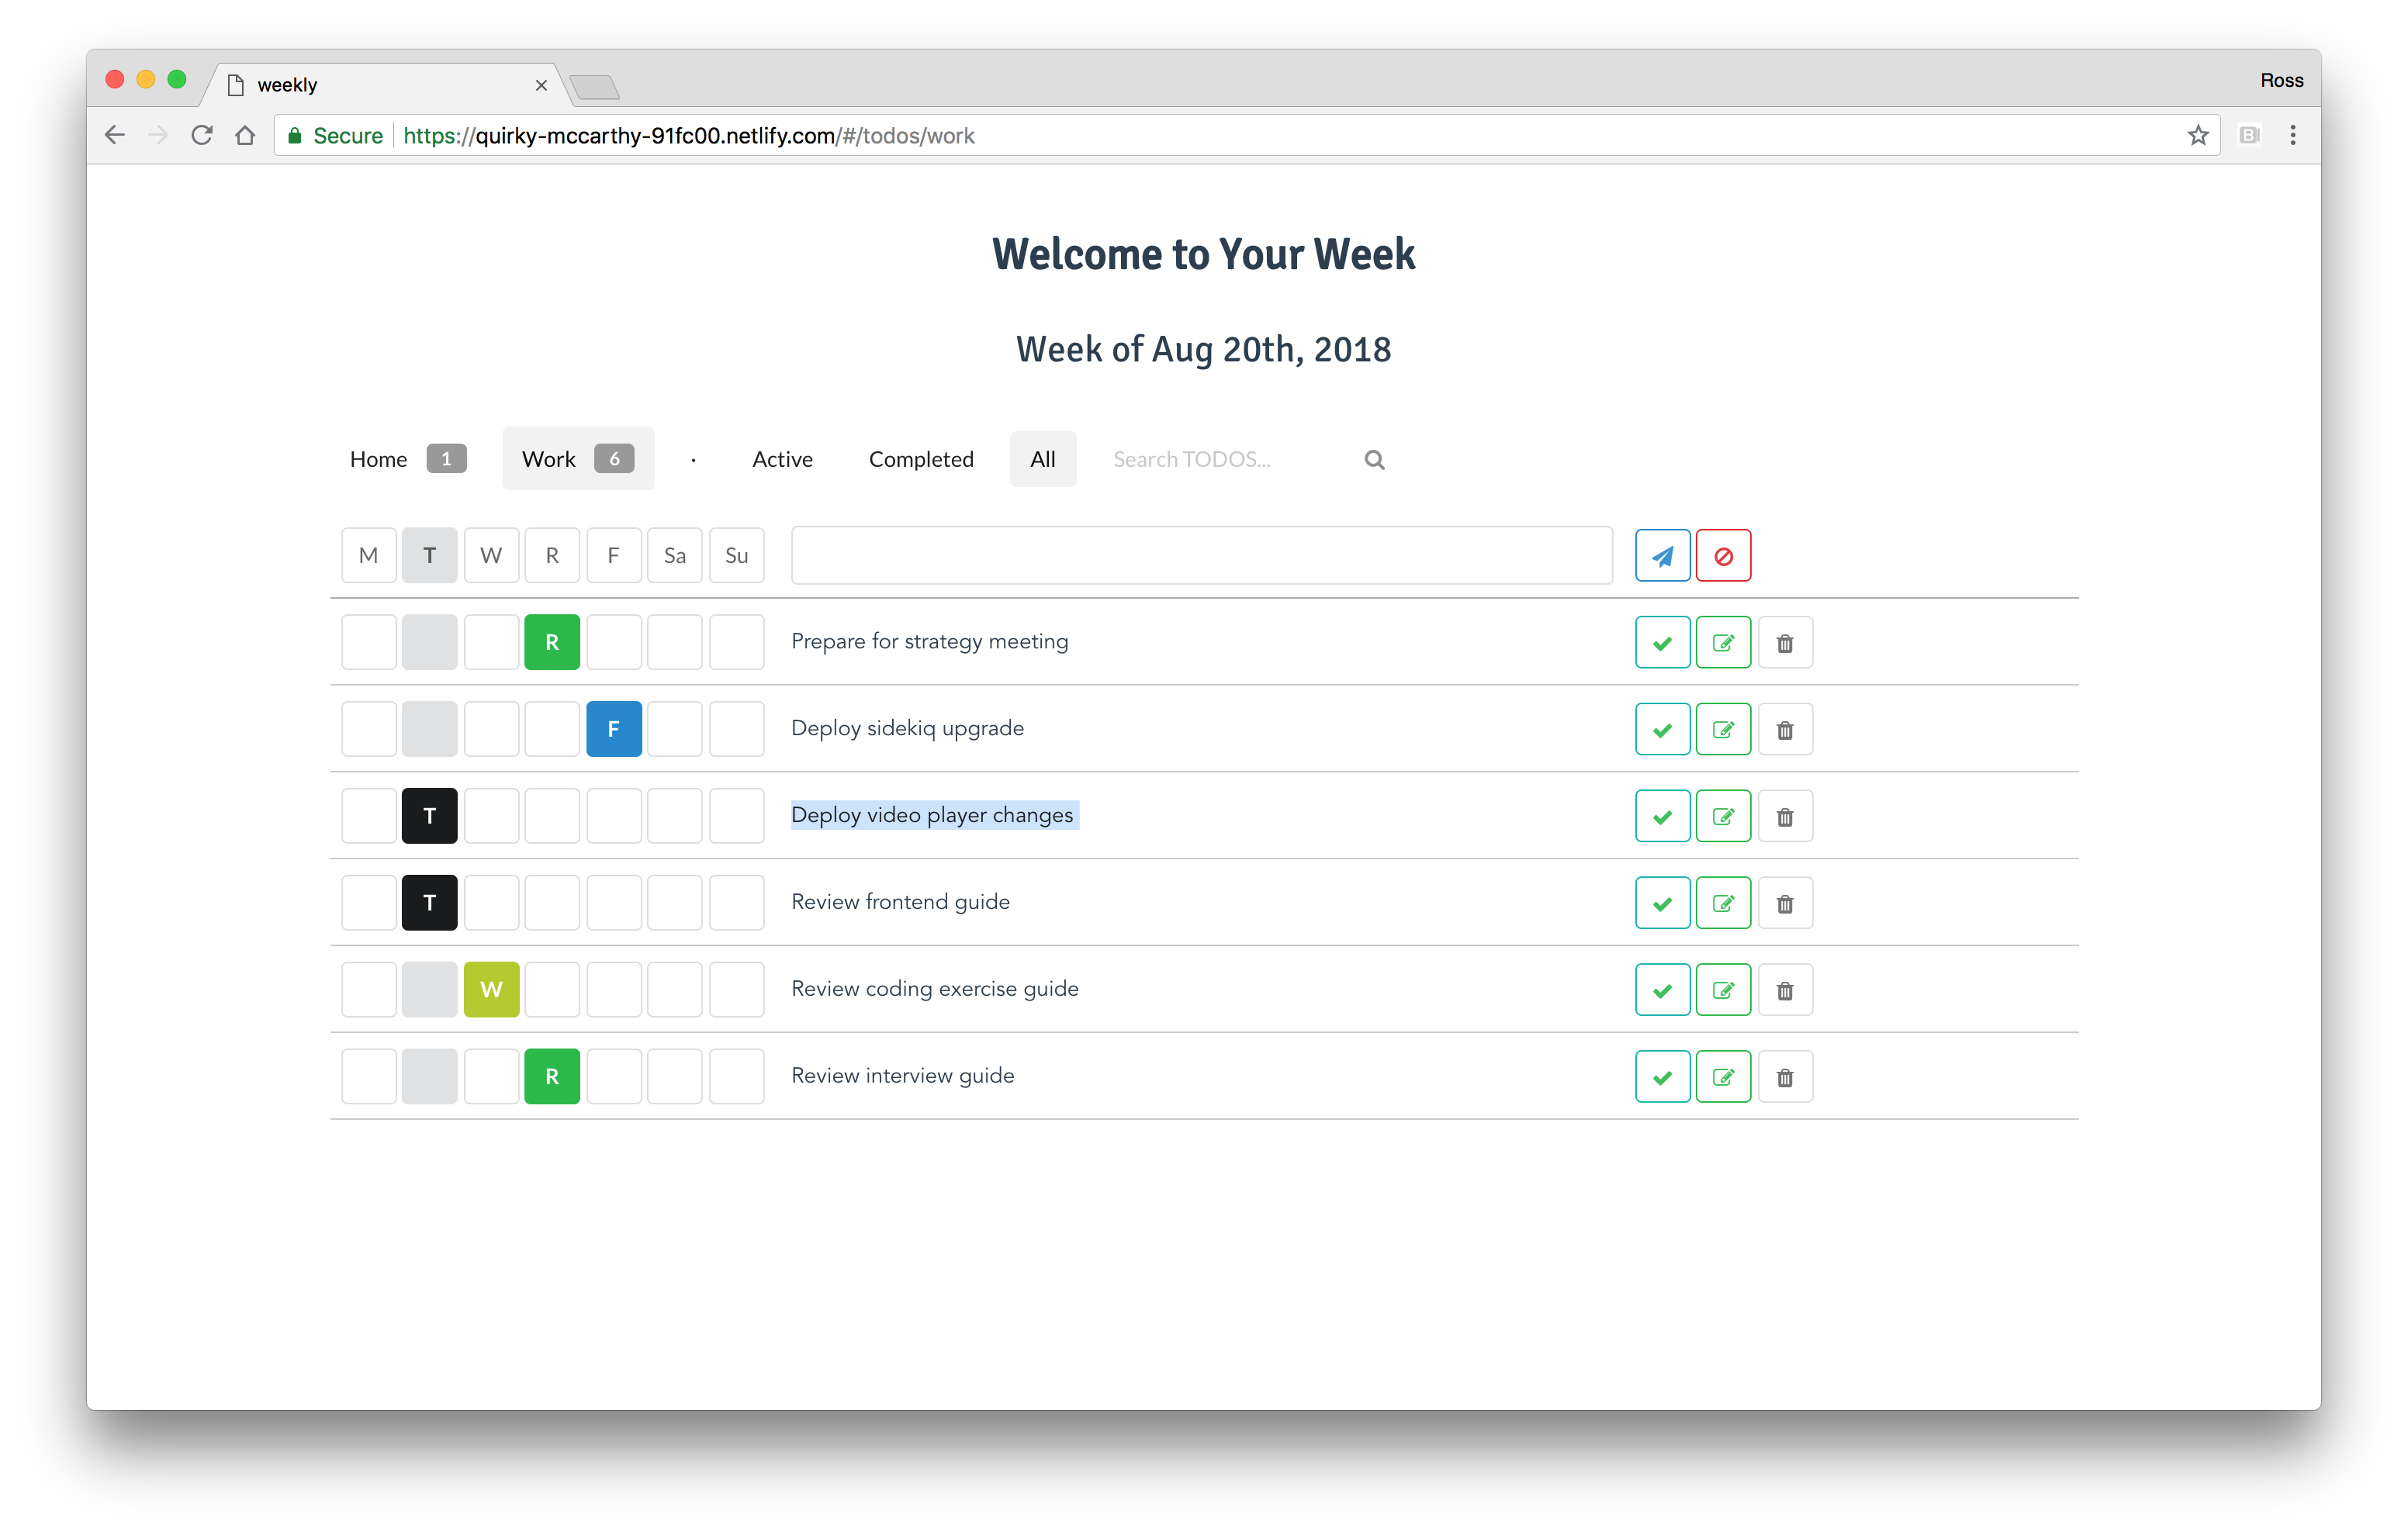 weekly
Ross
Secure https://quirky-mccarthy-91fc00.netlify.com/#/todos/work
Welcome to Your Week
Week of Aug 20th, 2018
Home 1 Work 6 · Active Completed All Search TODOS...
M T W R F Sa Su
R Prepare for strategy meeting
F Deploy sidekiq upgrade
T Deploy video player changes
T Review frontend guide
W Review coding exercise guide
R Review interview guide